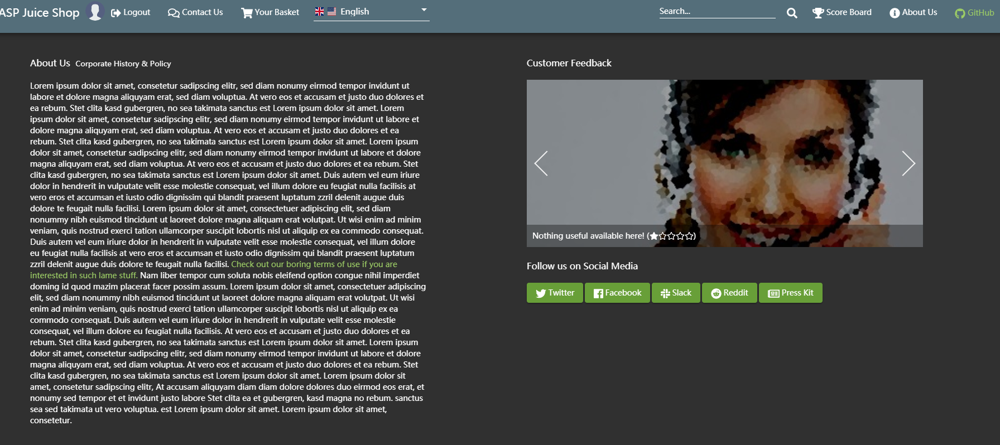 ASP Juice Shop Logout Contact Us Your Basket English Search... Score Board About Us GitHub
About Us Corporate History & Policy
Lorem ipsum dolor sit amet, consetetur sadipscing elitr, sed diam nonumy eirmod tempor invidunt ut
labore et dolore magna aliquyam erat, sed diam voluptua. At vero eos et accusam et justo duo dolores et
ea rebum. Stet clita kasd gubergren, no sea takimata sanctus est Lorem ipsum dolor sit amet. Lorem
ipsum dolor sit amet, consetetur sadipscing elitr, sed diam nonumy eirmod tempor invidunt ut labore et
dolore magna aliquyam erat, sed diam voluptua. At vero eos et accusam et justo duo dolores et ea
rebum. Stet clita kasd gubergren, no sea takimata sanctus est Lorem ipsum dolor sit amet. Lorem ipsum
dolor sit amet, consetetur sadipscing elitr, sed diam nonumy eirmod tempor invidunt ut labore et dolore
magna aliquyam erat, sed diam voluptua. At vero eos et accusam et justo duo dolores et ea rebum. Stet
clita kasd gubergren, no sea takimata sanctus est Lorem ipsum dolor sit amet. Duis autem vel eum iriure
dolor in hendrerit in vulputate velit esse molestie consequat, vel illum dolore eu feugiat nulla facilisis at
vero eros et accumsan et iusto odio dignissim qui blandit praesent luptatum zzril delenit augue duis
dolore te feugait nulla facilisi. Lorem ipsum dolor sit amet, consectetuer adipiscing elit, sed diam
nonummy nibh euismod tincidunt ut laoreet dolore magna aliquam erat volutpat. Ut wisi enim ad minim
veniam, quis nostrud exerci tation ullamcorper suscipit lobortis nisl ut aliquip ex ea commodo consequat.
Duis autem vel eum iriure dolor in hendrerit in vulputate velit esse molestie consequat, vel illum dolore
eu feugiat nulla facilisis at vero eros et accumsan et iusto odio dignissim qui blandit praesent luptatum
zzril delenit augue duis dolore te feugait nulla facilisi. Check out our boring terms of use if you are
interested in such lame stuff. Nam liber tempor cum soluta nobis eleifend option congue nihil imperdiet
doming id quod mazim placerat facer possim assum. Lorem ipsum dolor sit amet, consectetuer adipiscing
elit, sed diam nonummy nibh euismod tincidunt ut laoreet dolore magna aliquam erat volutpat. Ut wisi
enim ad minim veniam, quis nostrud exerci tation ullamcorper suscipit lobortis nisl ut aliquip ex ea
commodo consequat. Duis autem vel eum iriure dolor in hendrerit in vulputate velit esse molestie
consequat, vel illum dolore eu feugiat nulla facilisis. At vero eos et accusam et justo duo dolores et ea
rebum. Stet clita kasd gubergren, no sea takimata sanctus est Lorem ipsum dolor sit amet. Lorem ipsum
dolor sit amet, consetetur sadipscing elitr, sed diam nonumy eirmod tempor invidunt ut labore et dolore
magna aliquyam erat, sed diam voluptua. At vero eos et accusam et justo duo dolores et ea rebum. Stet
clita kasd gubergren, no sea takimata sanctus est Lorem ipsum dolor sit amet. Lorem ipsum dolor sit
amet, consetetur sadipscing elitr, At accusam aliquyam diam diam dolore dolores duo eirmod eos erat, et
nonumy sed tempor et et invidunt justo labore Stet clita ea et gubergren, kasd magna no rebum. sanctus
sea sed takimata ut vero voluptua. est Lorem ipsum dolor sit amet. Lorem ipsum dolor sit amet,
consetetur.
Customer Feedback
Nothing useful available here! (★☆☆☆☆)
Follow us on Social Media
Twitter Facebook Slack Reddit Press Kit